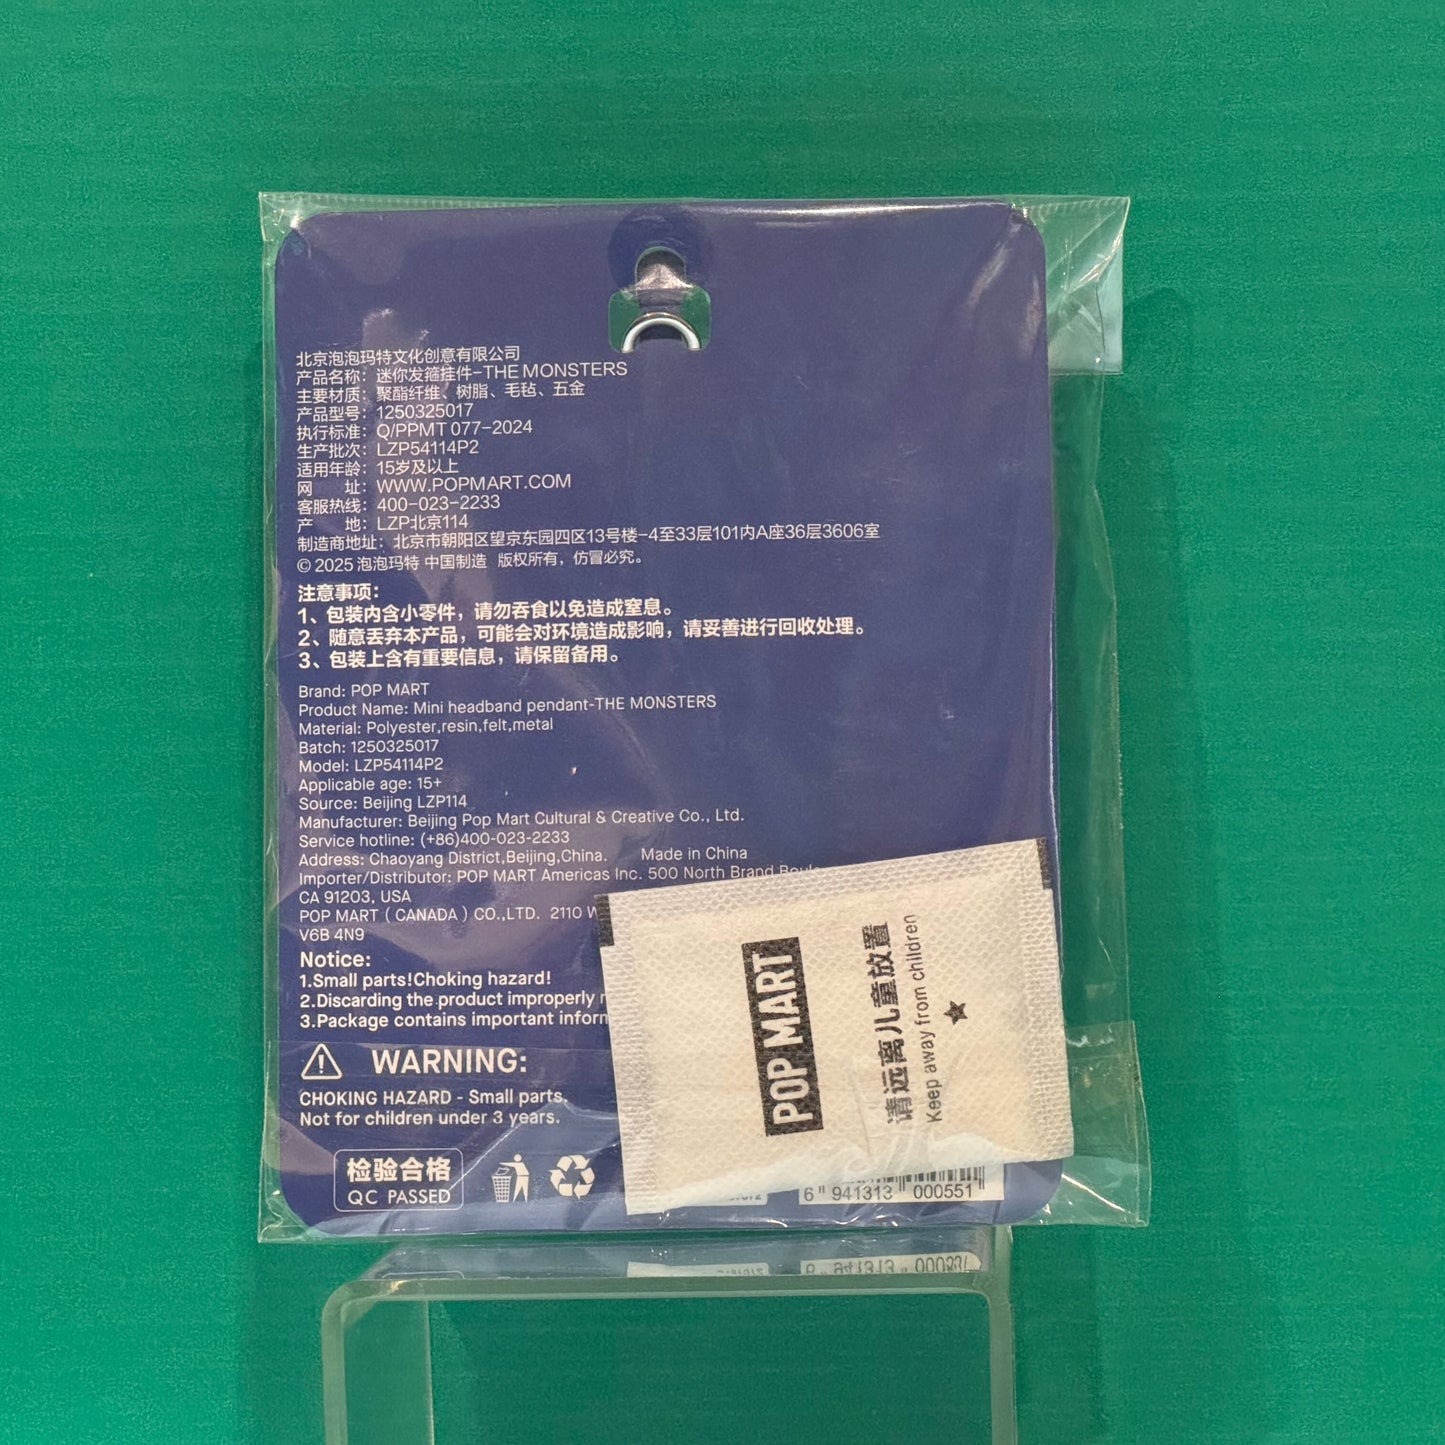 北京泡泡玛特文化创意有限公司
产品名称：迷你发箍挂件-THE MONSTERS
主要材质：聚酯纤维、树脂、毛毡、五金
产品型号：1250325017
执行标准：Q/PPMT 077-2024
生产批次：LZP54114P2
适用年龄：15岁及以上
网 址：WWW.POPMART.COM
客服热线：400-023-2233
产 地：LZP北京114
制造商地址：北京市朝阳区望京东园四区13号楼-4至33层101内A座36层3606室
© 2025 泡泡玛特 中国制造 版权所有，仿冒必究。
注意事项：
1、包装内含小零件，请勿吞食以免造成窒息。
2、随意丢弃本产品，可能会对环境造成影响，请妥善进行回收处理。
3、包装上含有重要信息，请保留备用。
Brand: POP MART
Product Name: Mini headband pendant-THE MONSTERS
Material: Polyester,resin,felt,metal
Batch: 1250325017
Model: LZP54114P2
Applicable age: 15+
Source: Beijing LZP114
Manufacturer: Beijing Pop Mart Cultural & Creative Co., Ltd.
Service hotline: (+86)400-023-2233
Address: Chaoyang District,Beijing,China. Made in China
Importer/Distributor: POP MART Americas Inc. 500 North Brand
CA 91203, USA
POP MART ( CANADA ) CO.,LTD. 2110 W
V6B 4N9
Notice:
1.Small parts!Choking hazard!
2.Discarding the product improperly
3.Package contains important
WARNING:
CHOKING HAZARD - Small parts.
Not for children under 3 years.
检验合格
QC PASSED
POP MART
请远离儿童放置
Keep away from children
6 941313 000551